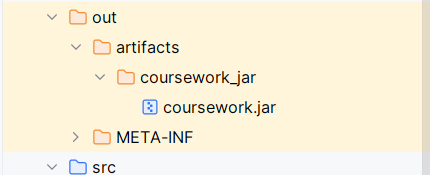 out
artifacts
coursework_jar
coursework.jar
META-INF
src